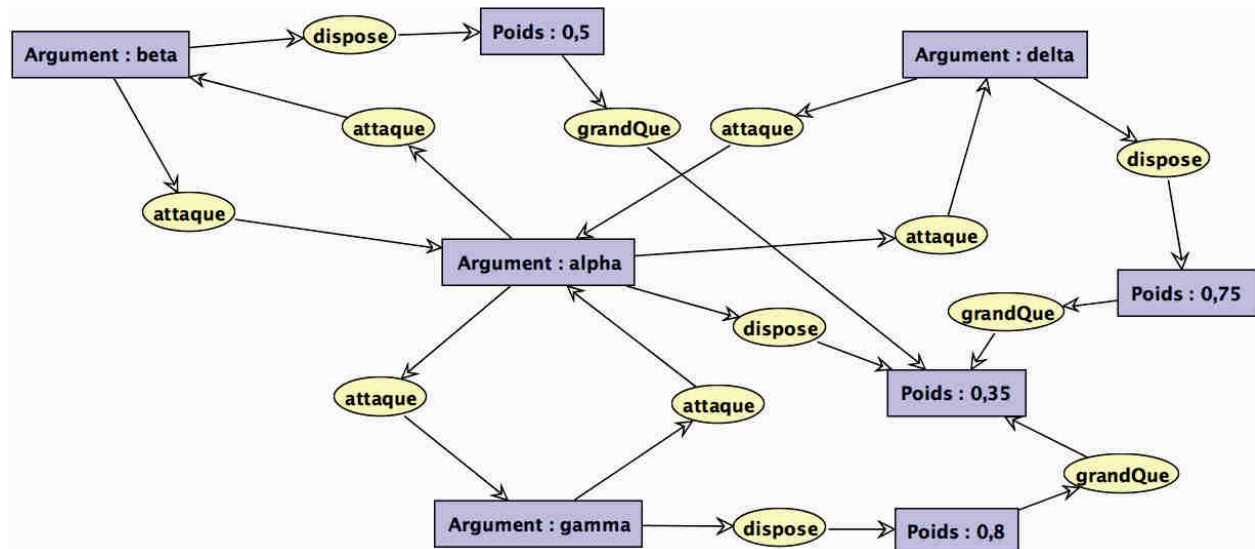 dispose
Poids : 0,5
Argument : beta
Argument : delta
attaque
grandQue
attaque
dispose
attaque
attaque
Argument : alpha
Poids : 0,75
grandQue
dispose
Poids : 0,35
attaque
attaque
grandQue
Argument : gamma
dispose
Poids : 0,8